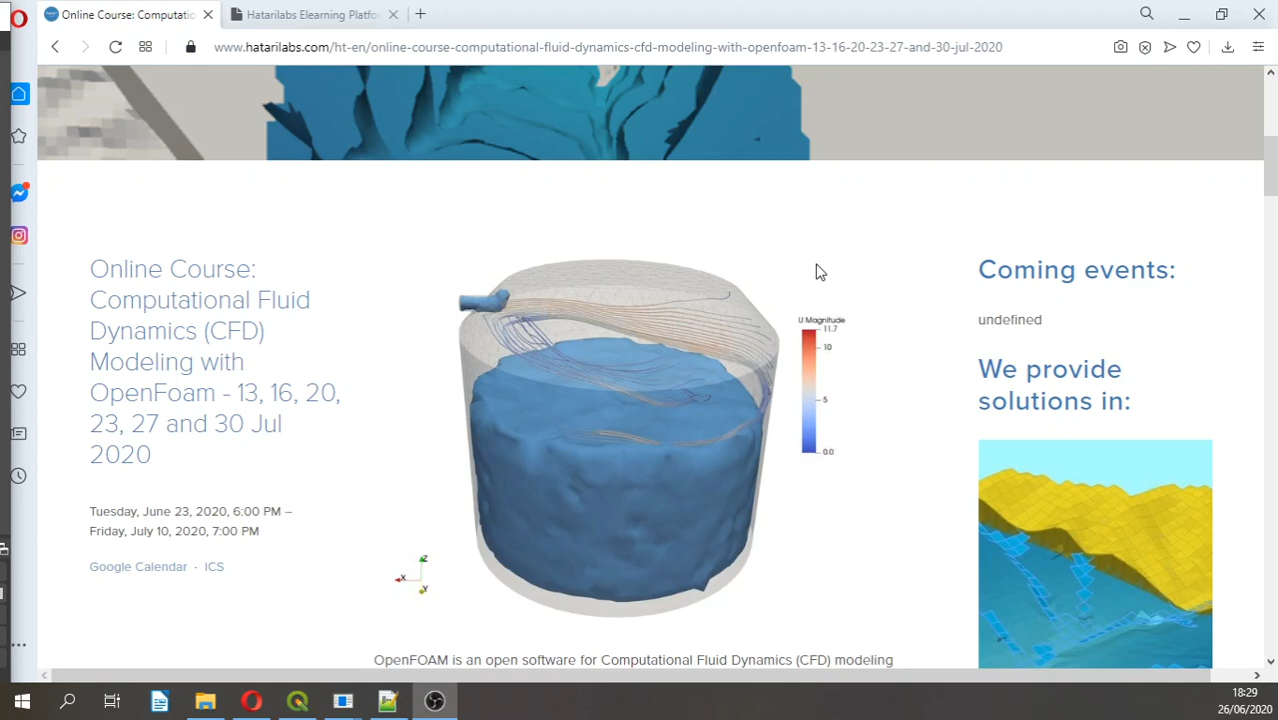 Online Course: Computatic
Hatarilabs Elearning Platfo
www.hatarilabs.com/ht-en/online-course-computational-fluid-dynamics-cfd-modeling-with-openfoam-13-16-20-23-27-and-30-jul-2020
Online Course:
Computational Fluid
Dynamics (CFD)
Modeling with
OpenFoam - 13, 16, 20,
23, 27 and 30 Jul
2020
Tuesday, June 23, 2020, 6:00 PM –
Friday, July 10, 2020, 7:00 PM
Google Calendar · ICS
U Magnitude
11.7
10
5
0.0
Z
X
Y
OpenFOAM is an open software for Computational Fluid Dynamics (CFD) modeling
Coming events:
undefined
We provide
solutions in:
18:29
26/06/2020